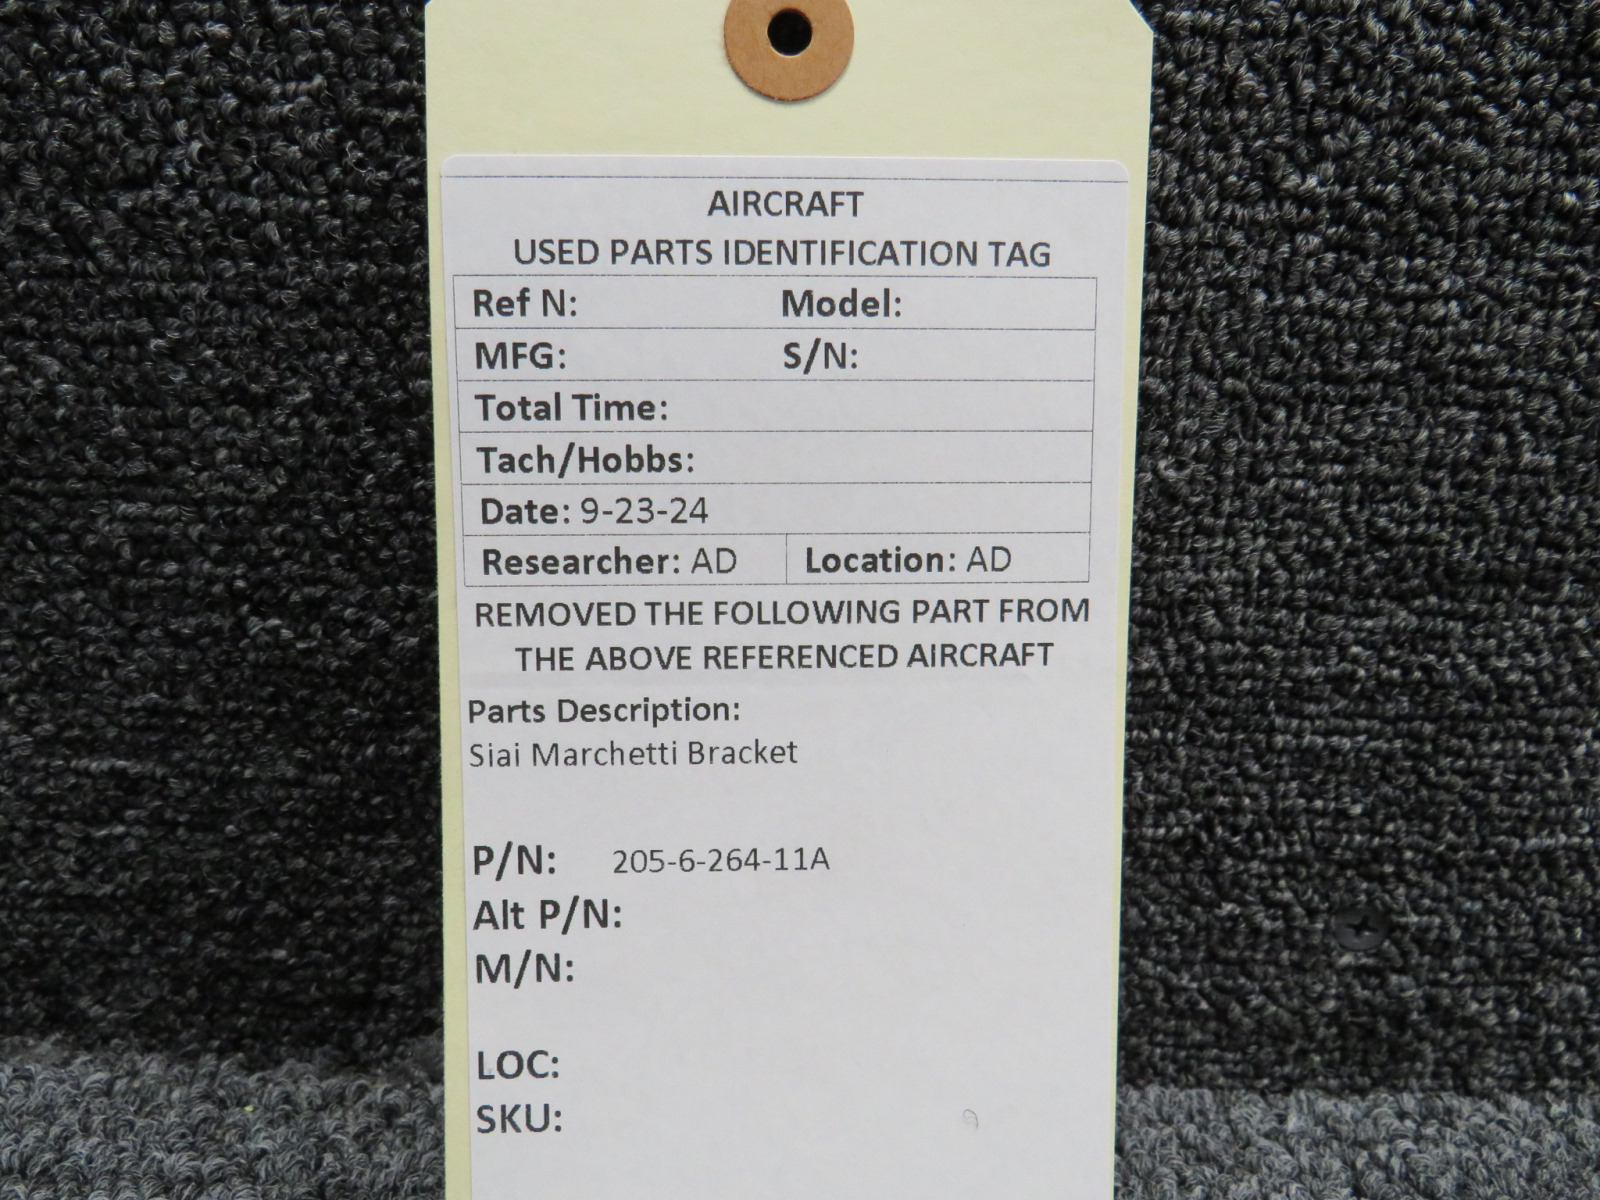 AIRCRAFT
USED PARTS IDENTIFICATION TAG
Ref N: Model:
MFG: S/N:
Total Time:
Tach/Hobbs:
Date: 9-23-24
Researcher: AD Location: AD
REMOVED THE FOLLOWING PART FROM
THE ABOVE REFERENCED AIRCRAFT
Parts Description:
Siai Marchetti Bracket
P/N: 205-6-264-11A
Alt P/N:
M/N:
LOC:
SKU: